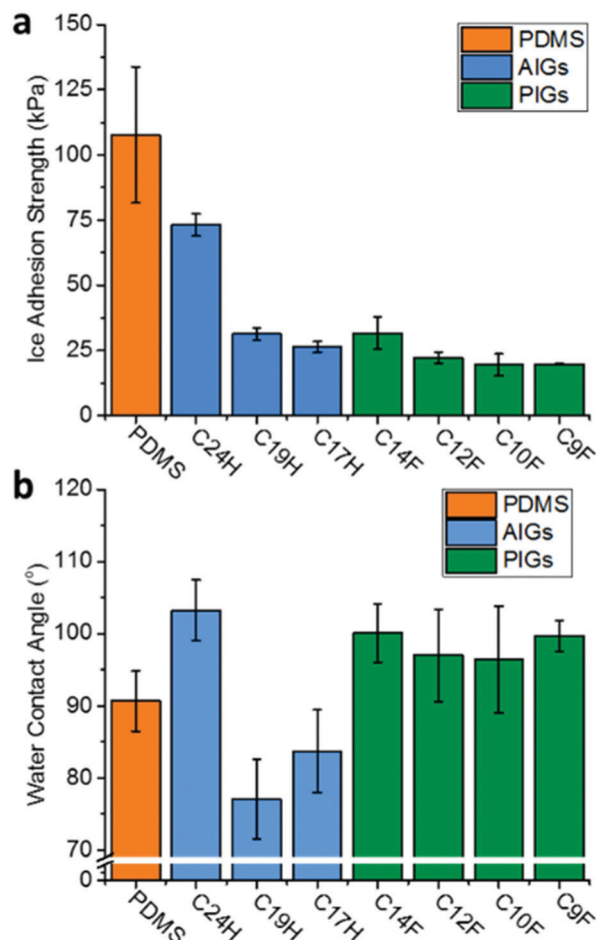 a
150
125
100
75
50
25
0
Ice Adhesion Strength (kPa)
PDMS
AIGs
PIGs
PDMS
C24H
C19H
C17H
C14F
C12F
C10F
C9F
b
120
110
100
90
80
70
0
Water Contact Angle (°)
PDMS
AIGs
PIGs
PDMS
C24H
C19H
C17H
C14F
C12F
C10F
C9F